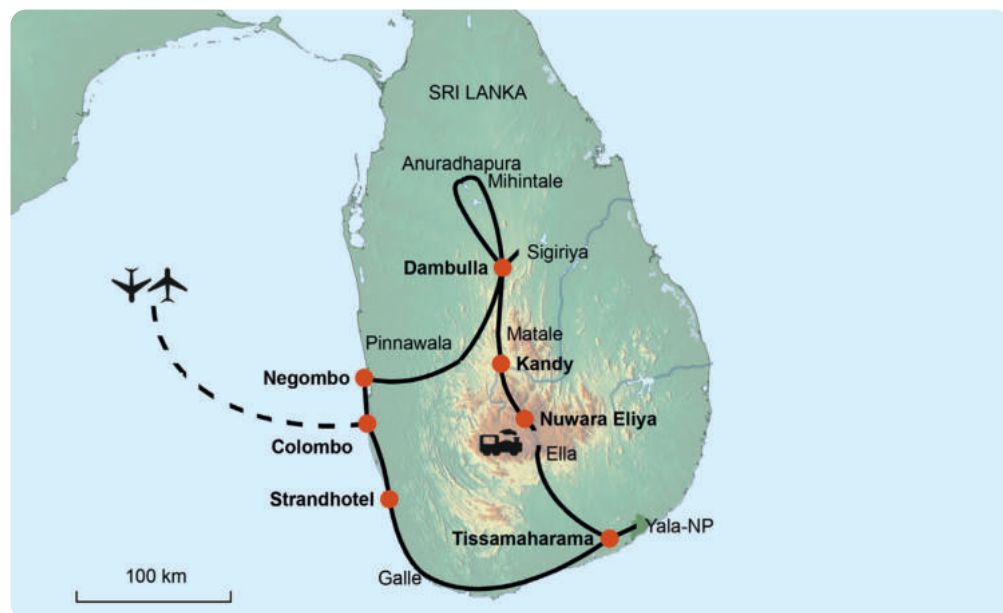 SRI LANKA
Anuradhapura
Mihintale
Sigiriya
Dambulla
Pinnawala
Matale
Kandy
Negombo
Nuwara Eliya
Colombo
Ella
Strandhotel
Yala-NP
Tissamaharama
Galle
100 km